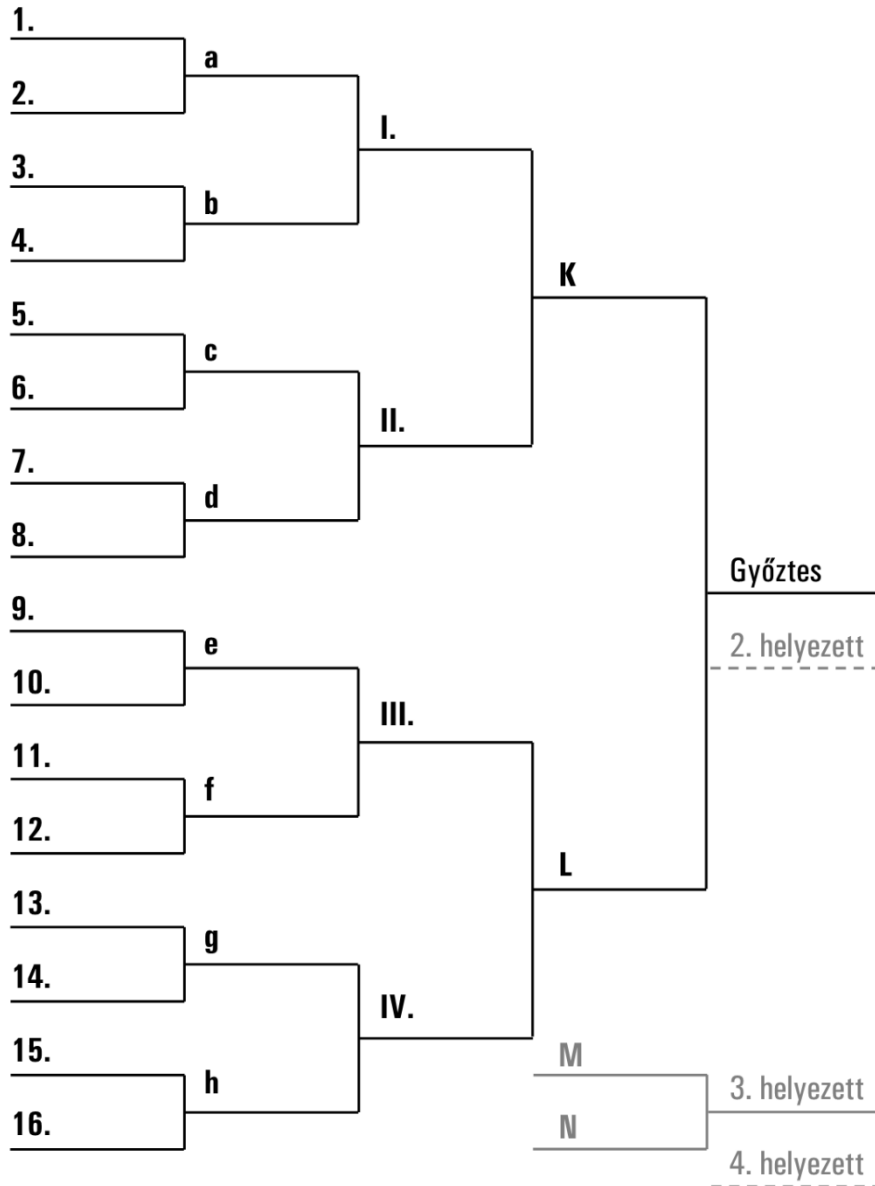 1.
a
2.
I.
3.
b
4.
K
5.
c
6.
II.
7.
d
8.
Győztes
9.
2. helyezett
e
10.
III.
11.
f
12.
L
13.
g
14.
IV.
15.
M
h
3. helyezett
16.
N
4. helyezett